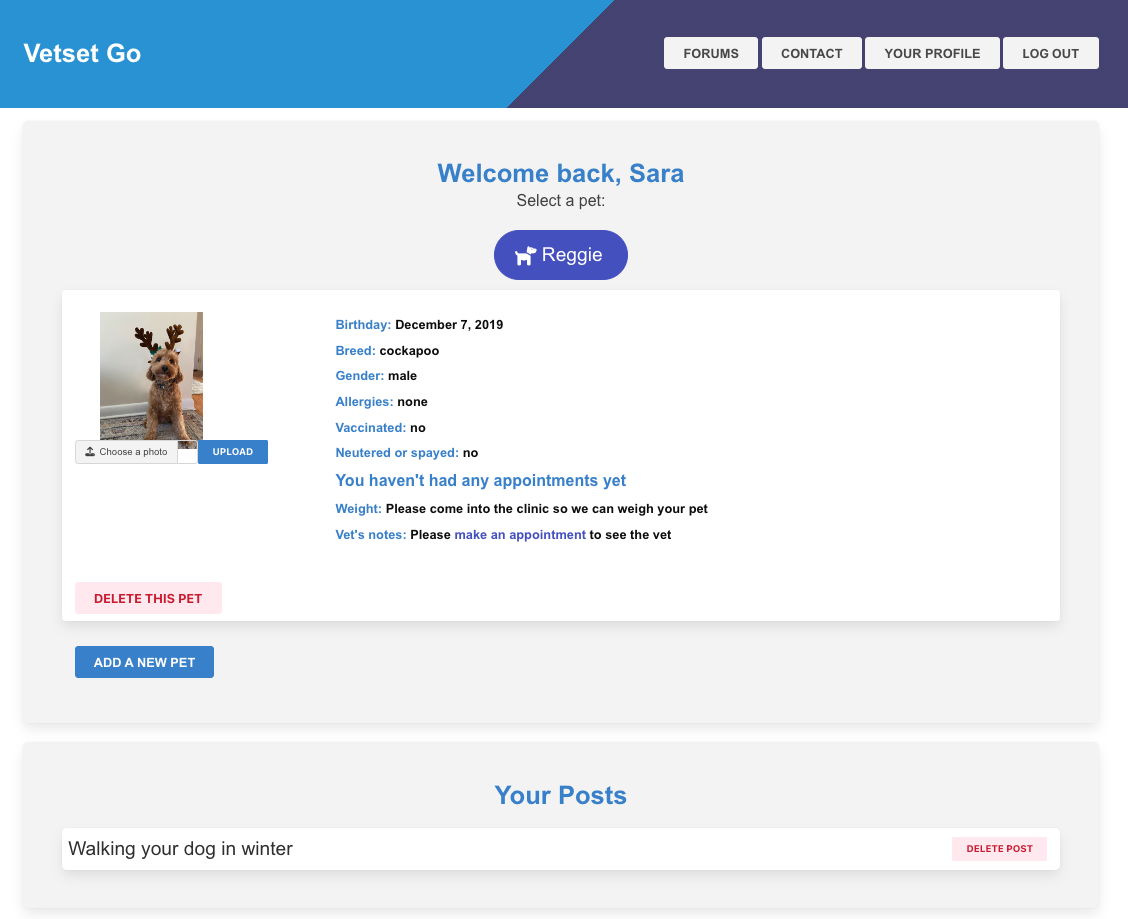 Vetset Go
FORUMS
CONTACT
YOUR PROFILE
LOG OUT
Welcome back, Sara
Select a pet:
Reggie
Birthday: December 7, 2019
Breed: cockapoo
Gender: male
Allergies: none
Vaccinated: no
Neutered or spayed: no
You haven't had any appointments yet
Weight: Please come into the clinic so we can weigh your pet
Vet's notes: Please make an appointment to see the vet
Choose a photo
UPLOAD
DELETE THIS PET
ADD A NEW PET
Your Posts
Walking your dog in winter
DELETE POST